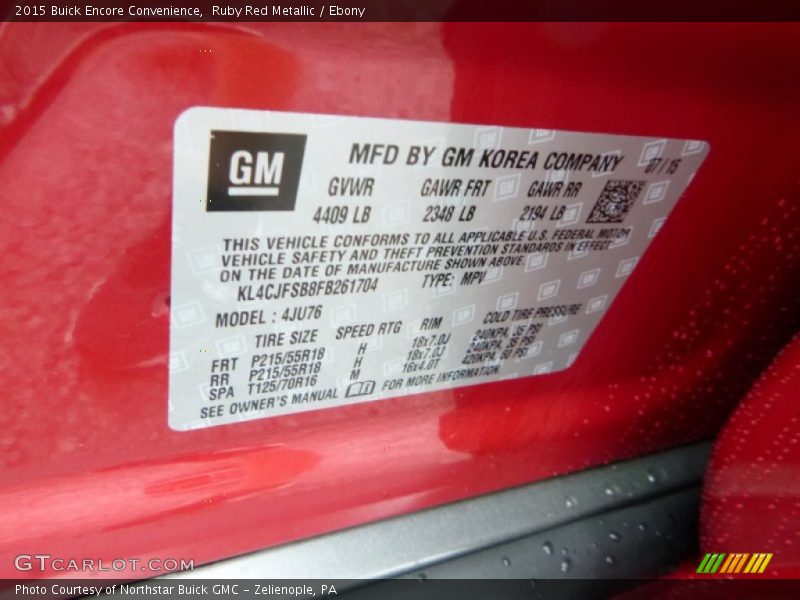 2015 Buick Encore Convenience, Ruby Red Metallic / Ebony
GM
MFD BY GM KOREA COMPANY 07/15
GVWR GAWR FRT GAWR RR
4409 LB 2348 LB 2194 LB
THIS VEHICLE CONFORMS TO ALL APPLICABLE U.S. FEDERAL MOTOR
VEHICLE SAFETY AND THEFT PREVENTION STANDARDS IN EFFECT
ON THE DATE OF MANUFACTURE SHOWN ABOVE.
KL4CJFSB8FB261704 TYPE: MPV
MODEL : 4JU76
TIRE SIZE SPEED RTG RIM COLD TIRE PRESSURE
FRT P215/55R18 H 18x7.0J 240KPA, 35 PSI
RR P215/55R18 H 18x7.0J 240KPA, 35 PSI
SPA T125/70R16 M 16x4.0T 420KPA, 60 PSI
SEE OWNER'S MANUAL FOR MORE INFORMATION.
GTCARLOT.COM
Photo Courtesy of Northstar Buick GMC – Zelienople, PA